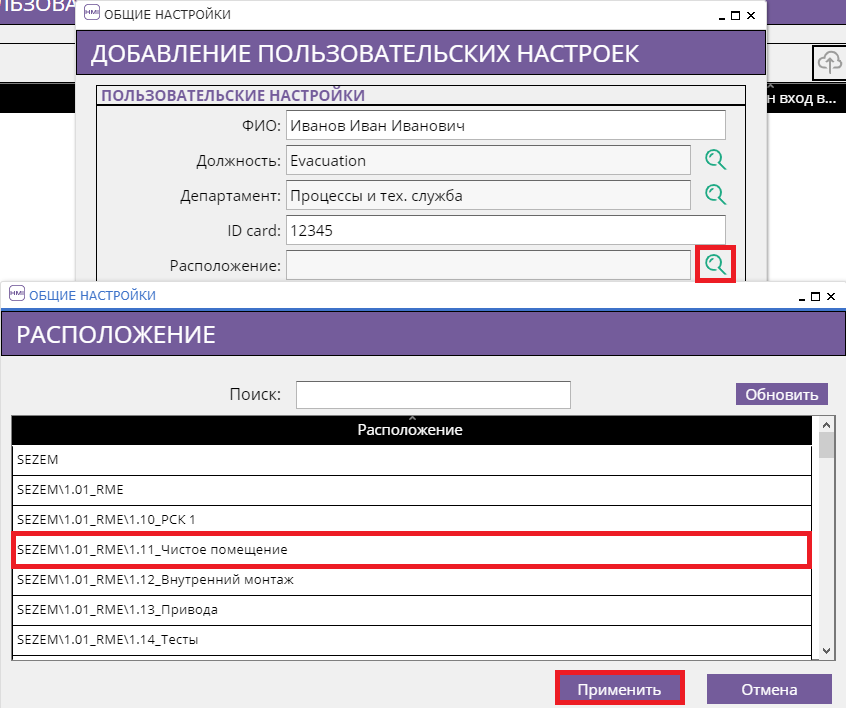 HMI ОБЩИЕ НАСТРОЙКИ
ДОБАВЛЕНИЕ ПОЛЬЗОВАТЕЛЬСКИХ НАСТРОЕК
ПОЛЬЗОВАТЕЛЬСКИЕ НАСТРОЙКИ
н вход в...
ФИО: Иванов Иван Иванович
Должность: Evacuation
Департамент: Процессы и тех. служба
ID card: 12345
Расположение:
HMI ОБЩИЕ НАСТРОЙКИ
РАСПОЛОЖЕНИЕ
Поиск:
Обновить
Расположение
SEZEM
SEZEM\1.01_RME
SEZEM\1.01_RME\1.10_РСК 1
SEZEM\1.01_RME\1.11_Чистое помещение
SEZEM\1.01_RME\1.12_Внутренний монтаж
SEZEM\1.01_RME\1.13_Привода
SEZEM\1.01_RME\1.14_Тесты
Применить
Отмена